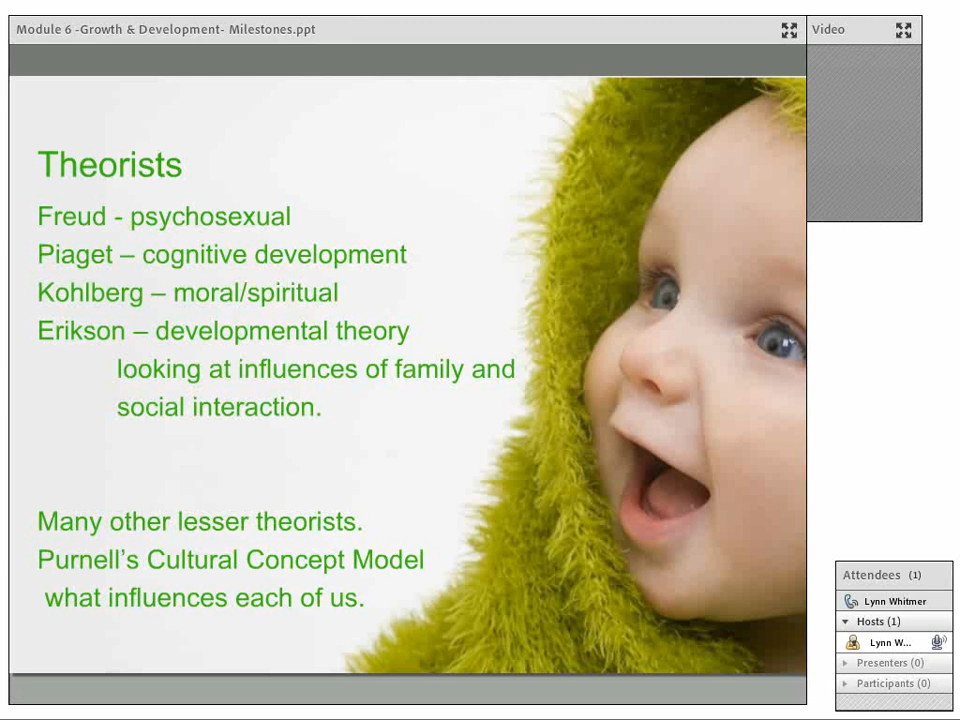 Module 6 -Growth & Development- Milestones.ppt
Video
Theorists
Freud - psychosexual
Piaget – cognitive development
Kohlberg – moral/spiritual
Erikson – developmental theory
looking at influences of family and
social interaction.
Many other lesser theorists.
Purnell's Cultural Concept Model
what influences each of us.
Attendees (1)
Lynn Whitmer
Hosts (1)
Lynn W...
Presenters (0)
Participants (0)